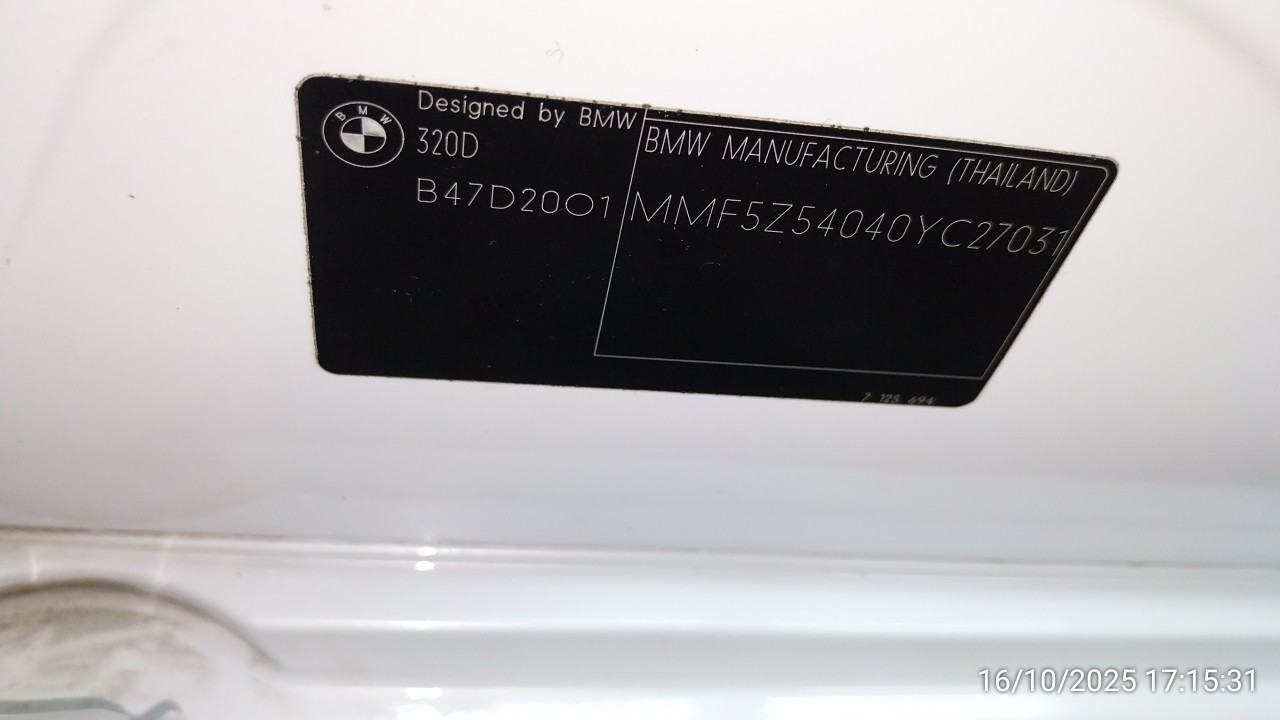 BMW
Designed by BMW
320D
B47D20O1
BMW MANUFACTURING (THAILAND)
MMF5Z54040YC27031
7 125 694
16/10/2025 17:15:31